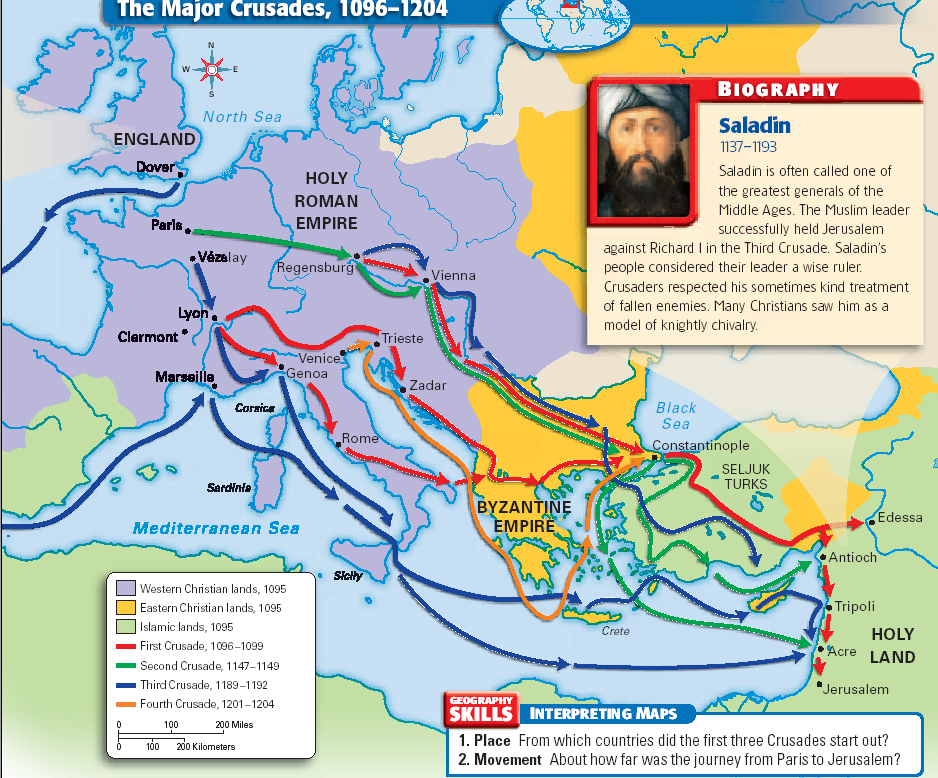 The Major Crusades, 1096–1204
N
W
E
S
North Sea
ENGLAND
Dover
HOLY
ROMAN
EMPIRE
Paris
Regensburg
Vienna
Vézalay
Lyon
Clermont
Trieste
Venice
Genoa
Marseille
Zadar
Corsica
Rome
Sardinia
Black
Sea
Constantinople
SELJUK
TURKS
BYZANTINE
EMPIRE
Mediterranean Sea
Edessa
Antioch
Sicily
Crete
Tripoli
HOLY
LAND
Acre
Jerusalem
BIOGRAPHY
Saladin
1137–1193
Saladin is often called one of
the greatest generals of the
Middle Ages. The Muslim leader
successfully held Jerusalem
against Richard I in the Third Crusade. Saladin's
people considered their leader a wise ruler.
Crusaders respected his sometimes kind treatment
of fallen enemies. Many Christians saw him as a
model of knightly chivalry.
Western Christian lands, 1095
Eastern Christian lands, 1095
Islamic lands, 1095
First Crusade, 1096–1099
Second Crusade, 1147–1149
Third Crusade, 1189–1192
Fourth Crusade, 1201–1204
0 100 200 Miles
0 100 200 Kilometers
GEOGRAPHY
SKILLS
INTERPRETING MAPS
1. Place From which countries did the first three Crusades start out?
2. Movement About how far was the journey from Paris to Jerusalem?